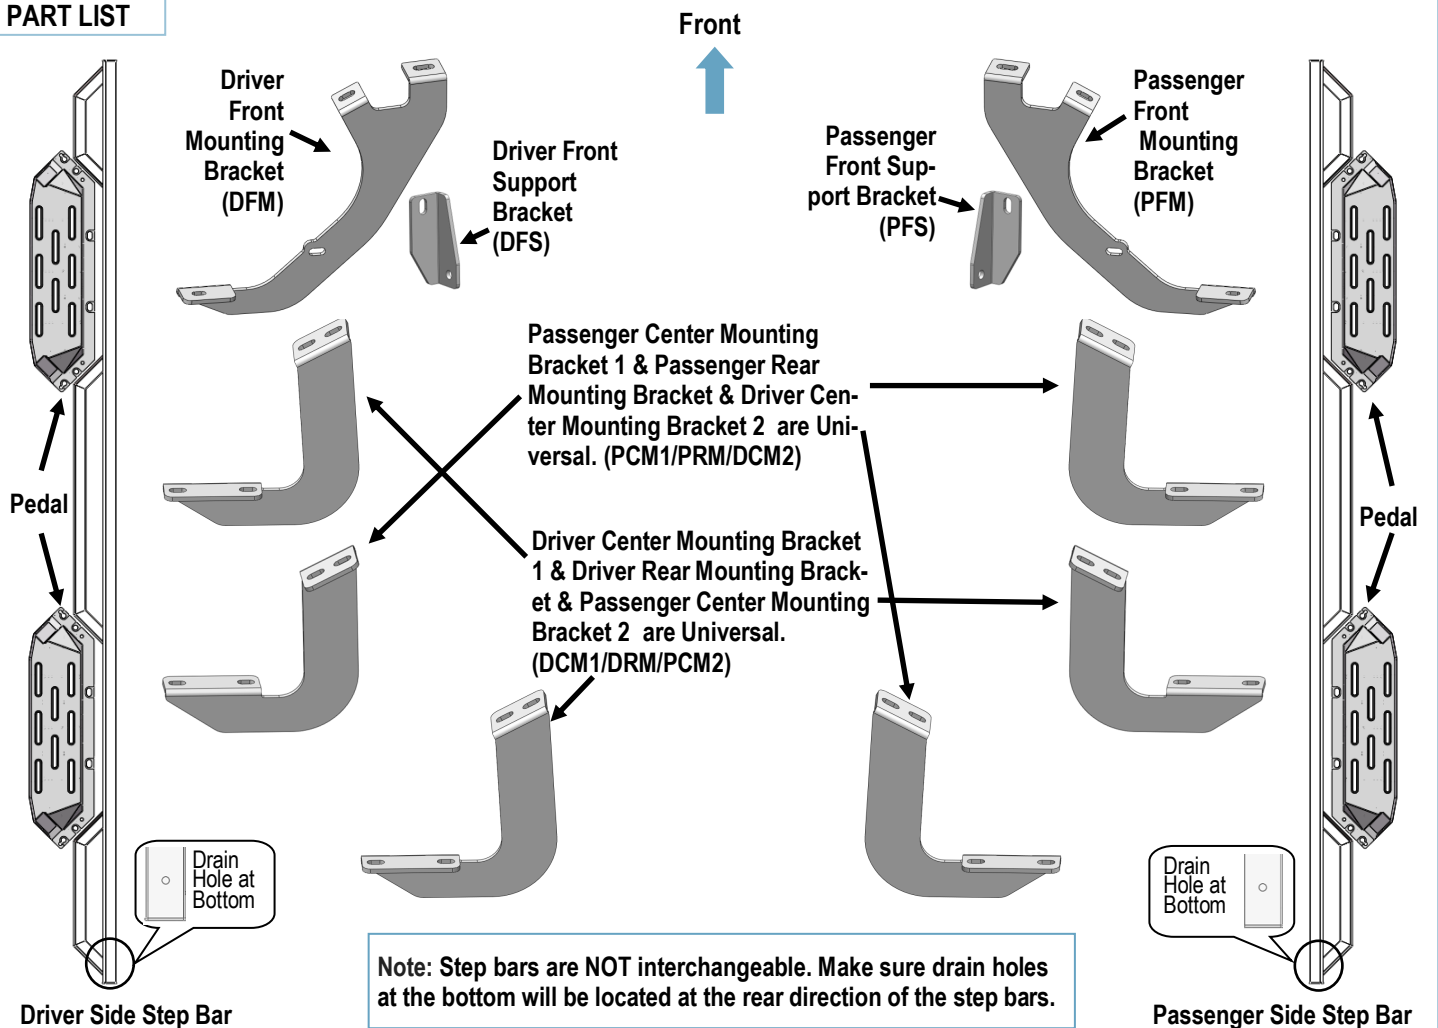 PART LIST
Front
Driver
Front
Mounting
Bracket
(DFM)
Driver Front
Support
Bracket
(DFS)
Passenger
Front Sup-
port Bracket
(PFS)
Passenger
Front
Mounting
Bracket
(PFM)
Passenger Center Mounting
Bracket 1 & Passenger Rear
Mounting Bracket & Driver Cen-
ter Mounting Bracket 2 are Uni-
versal. (PCM1/PRM/DCM2)
Pedal
Pedal
Driver Center Mounting Bracket
1 & Driver Rear Mounting Brack-
et & Passenger Center Mounting
Bracket 2 are Universal.
(DCM1/DRM/PCM2)
Drain
Hole at
Bottom
Drain
Hole at
Bottom
Note: Step bars are NOT interchangeable. Make sure drain holes
at the bottom will be located at the rear direction of the step bars.
Driver Side Step Bar
Passenger Side Step Bar